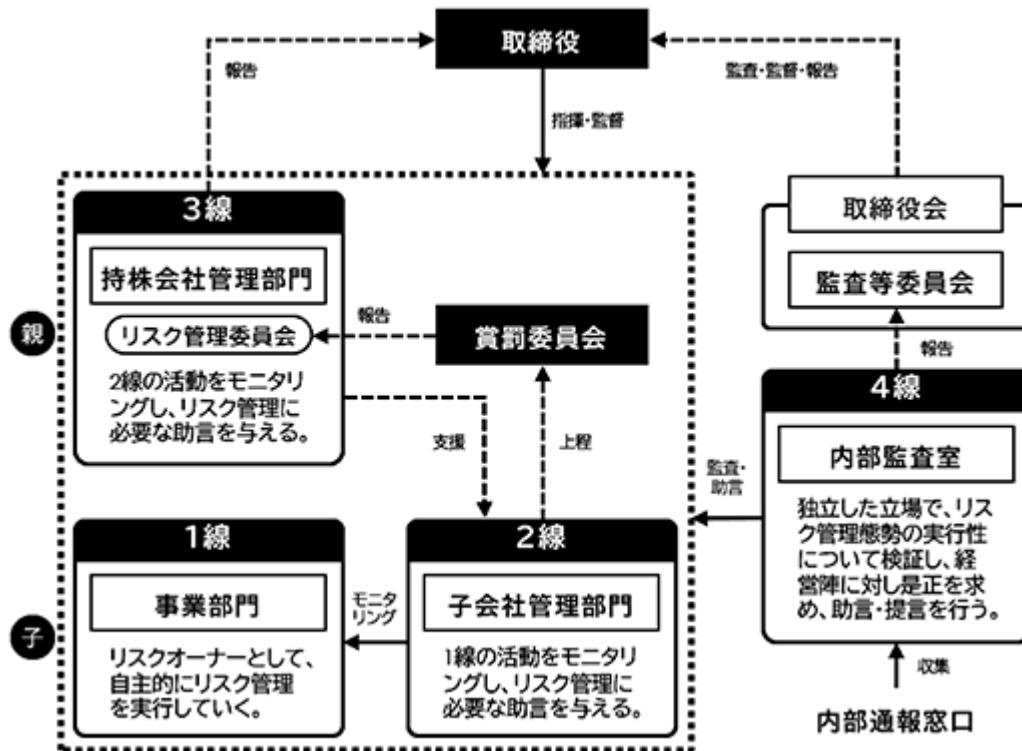 取締役
報告
監査・監督・報告
指揮・監督
3線
持株会社管理部門
リスク管理委員会
2線の活動をモニタリ
ングし、リスク管理に
必要な助言を与える。
親
報告
賞罰委員会
取締役会
監査等委員会
報告
支援
上程
4線
内部監査室
独立した立場で、リス
ク管理態勢の実行性
について検証し、経
営陣に対し是正を求
め、助言・提言を行う。
監査・
助言
1線
事業部門
リスクオーナーとして、
自主的にリスク管理
を実行していく。
子
モニタ
リング
2線
子会社管理部門
1線の活動をモニタリ
ングし、リスク管理に
必要な助言を与える。
収集
内部通報窓口